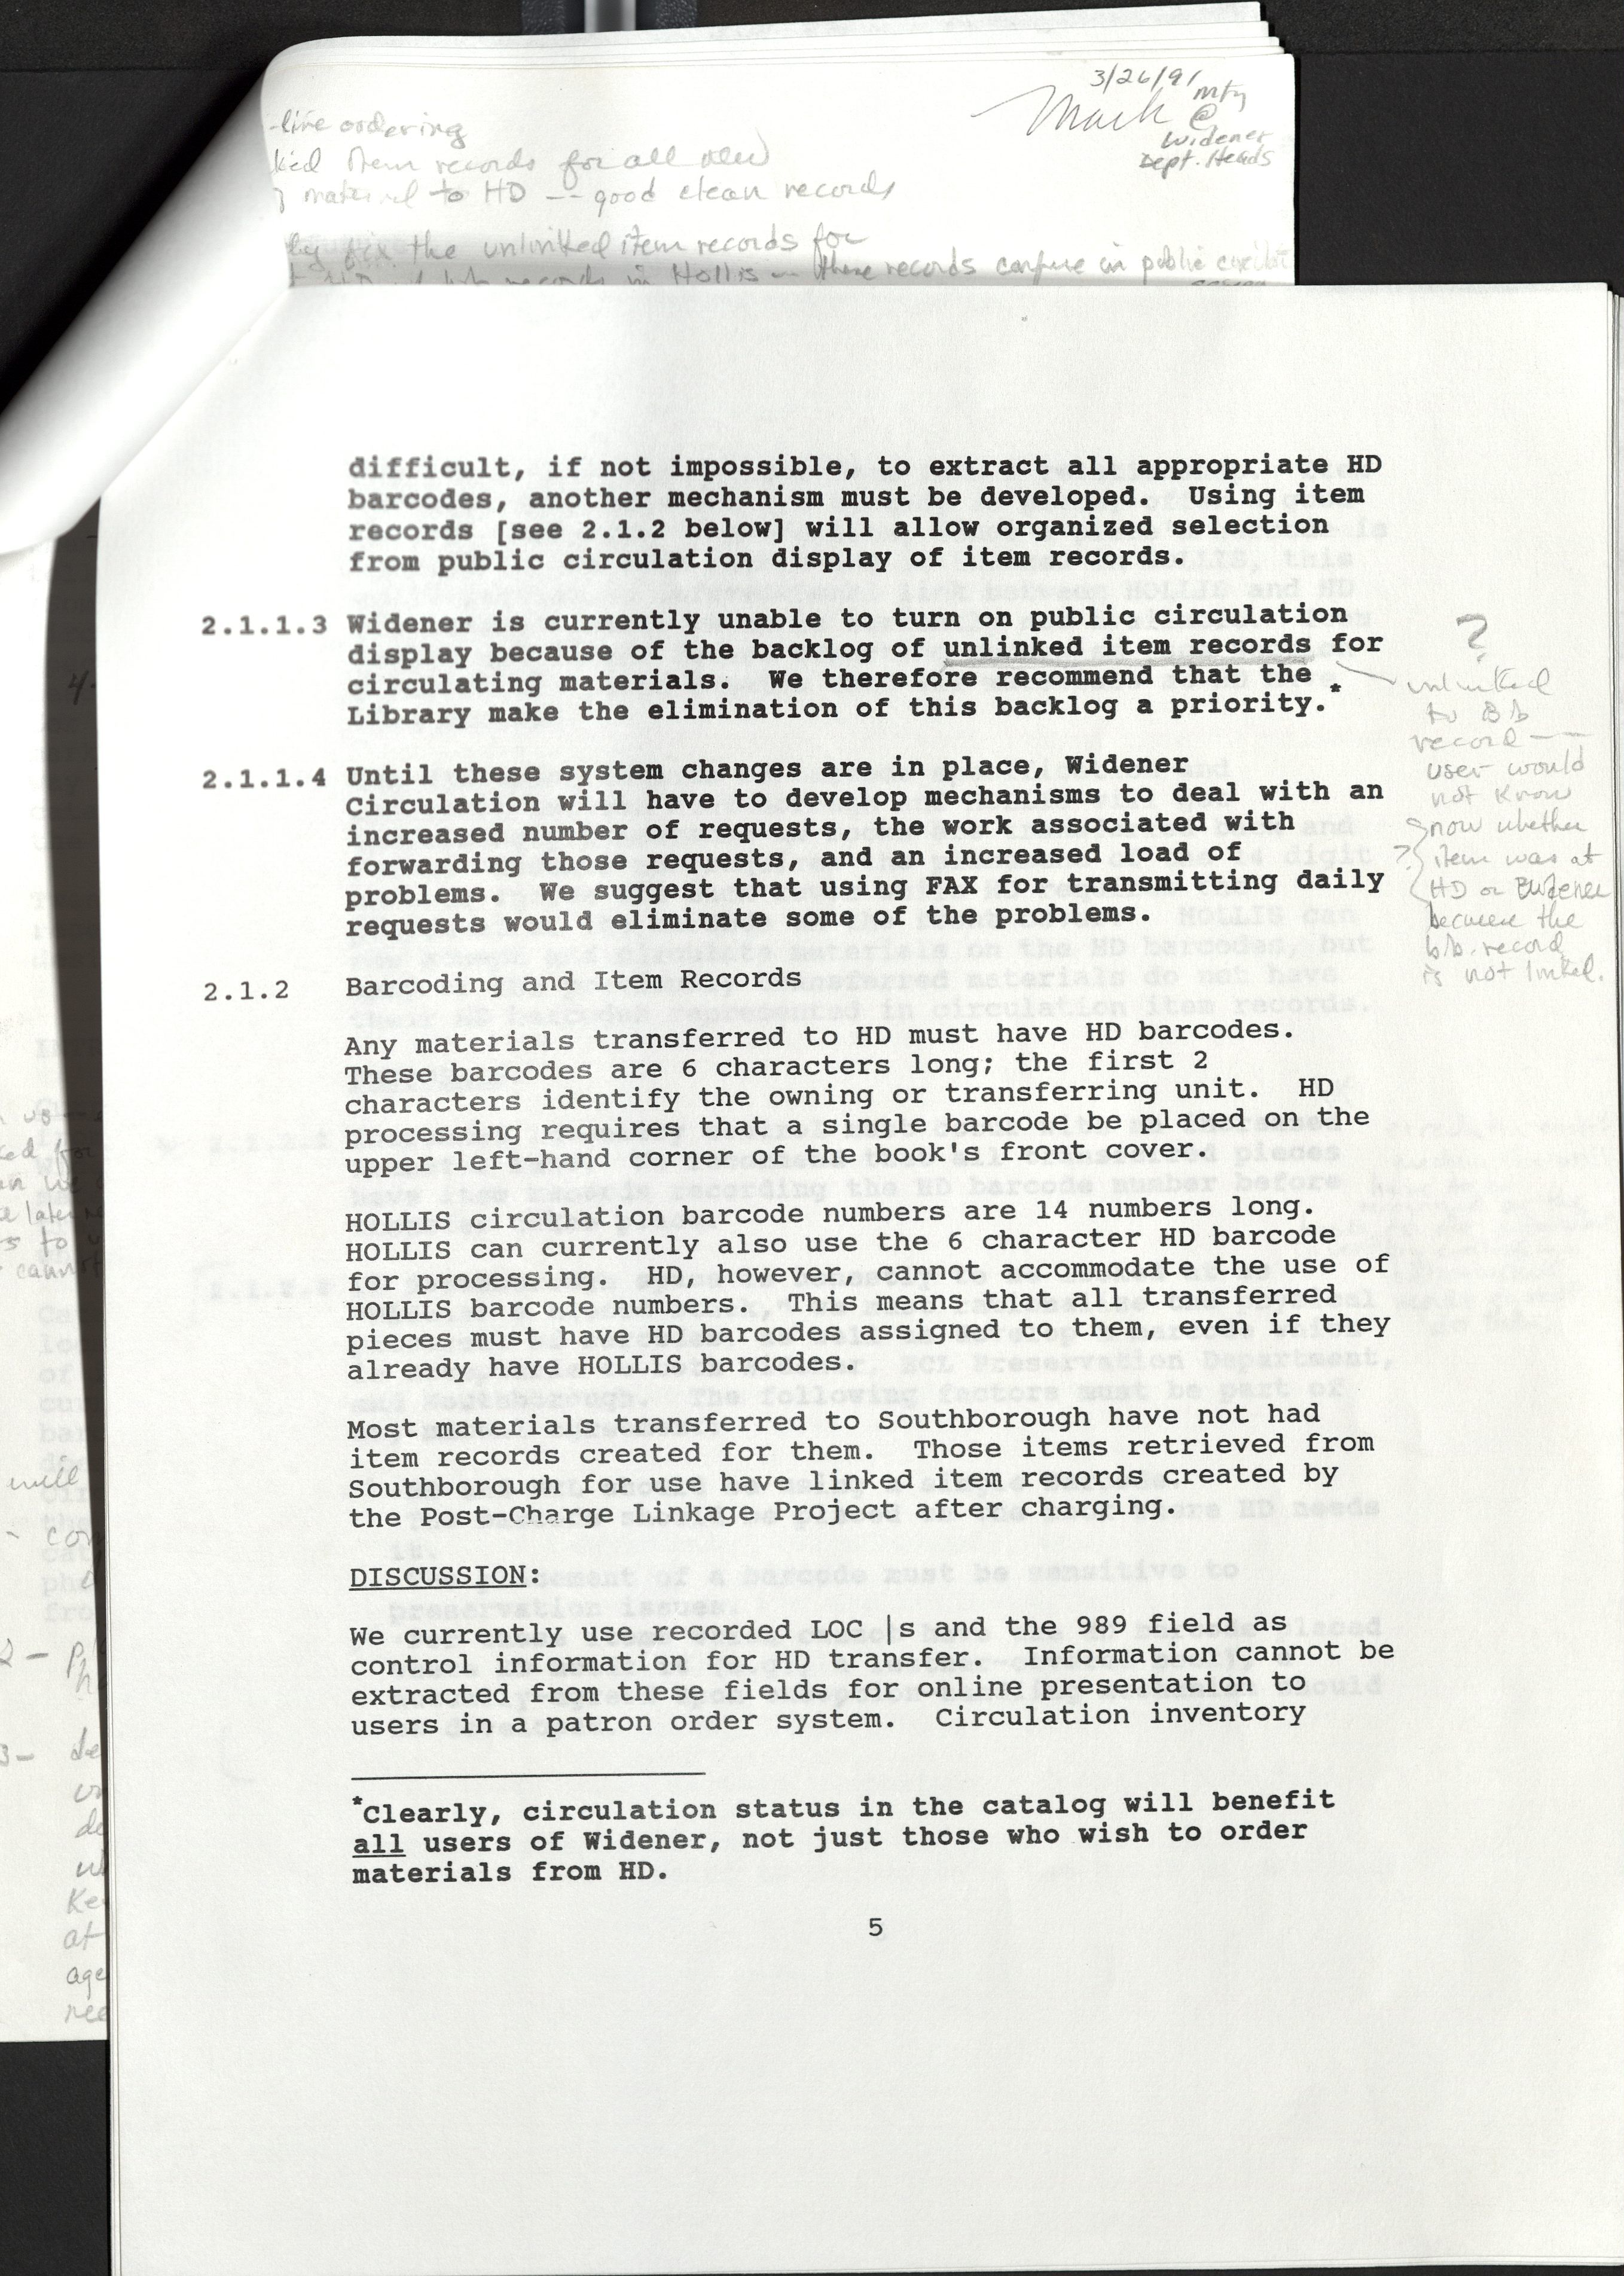 3/26/91
mtg
@
Widener
Dept. Heads
-line ordering
item records for all
material to HD -- good clean records
fix the unlinked item records for
records in Hollis -- these records confuse in public
difficult, if not impossible, to extract all appropriate HD
barcodes, another mechanism must be developed.  Using item
records [see 2.1.2 below] will allow organized selection
from public circulation display of item records.
2.1.1.3 Widener is currently unable to turn on public circulation
display because of the backlog of unlinked item records for
circulating materials.  We therefore recommend that the
Library make the elimination of this backlog a priority.*
?
unlinked
to Bib
record --
user would
not know
now whether
? item was at
HD or Widener
because the
bib. record
is not linked.
2.1.1.4 Until these system changes are in place, Widener
Circulation will have to develop mechanisms to deal with an
increased number of requests, the work associated with
forwarding those requests, and an increased load of
problems.  We suggest that using FAX for transmitting daily
requests would eliminate some of the problems.
2.1.2 Barcoding and Item Records
Any materials transferred to HD must have HD barcodes.
These barcodes are 6 characters long; the first 2
characters identify the owning or transferring unit.  HD
processing requires that a single barcode be placed on the
upper left-hand corner of the book's front cover.
HOLLIS circulation barcode numbers are 14 numbers long.
HOLLIS can currently also use the 6 character HD barcode
for processing.  HD, however, cannot accommodate the use of
HOLLIS barcode numbers.  This means that all transferred
pieces must have HD barcodes assigned to them, even if they
already have HOLLIS barcodes.
Most materials transferred to Southborough have not had
item records created for them.  Those items retrieved from
Southborough for use have linked item records created by
the Post-Charge Linkage Project after charging.
DISCUSSION:
We currently use recorded LOC |s and the 989 field as
control information for HD transfer.  Information cannot be
extracted from these fields for online presentation to
users in a patron order system.  Circulation inventory
*Clearly, circulation status in the catalog will benefit
all users of Widener, not just those who wish to order
materials from HD.
5